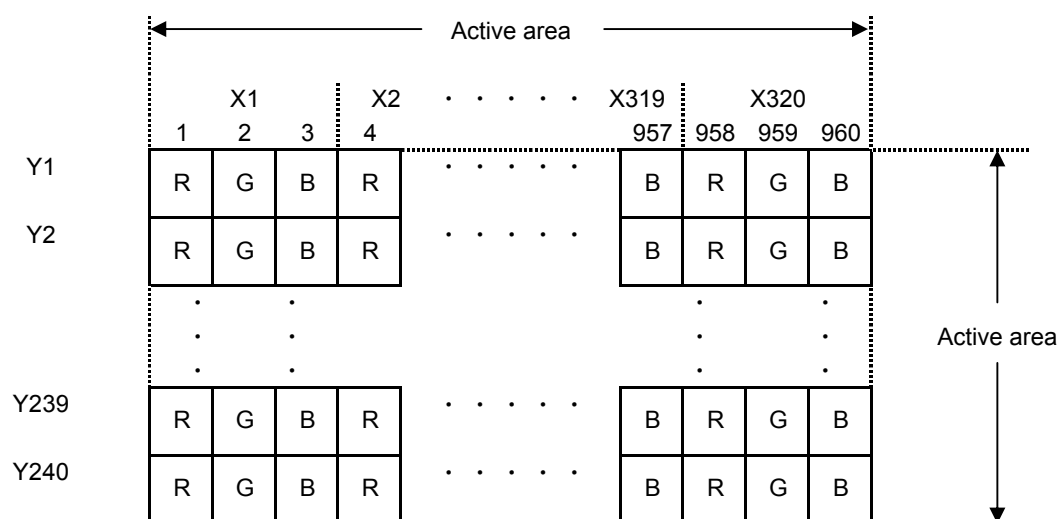 Active area
X1 X2 · · · · · X319 X320
1 2 3 4 957 958 959 960
Y1 R G B R · · · · · B R G B
Y2 R G B R · · · · · B R G B
Active area
Y239 R G B R · · · · · B R G B
Y240 R G B R · · · · · B R G B